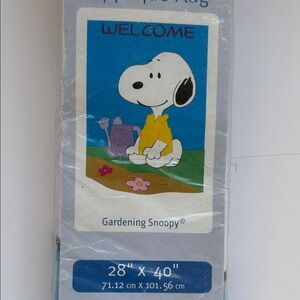 WELCOME
Gardening Snoopy®
28" X 40"
71.12 cm X 101.56 cm